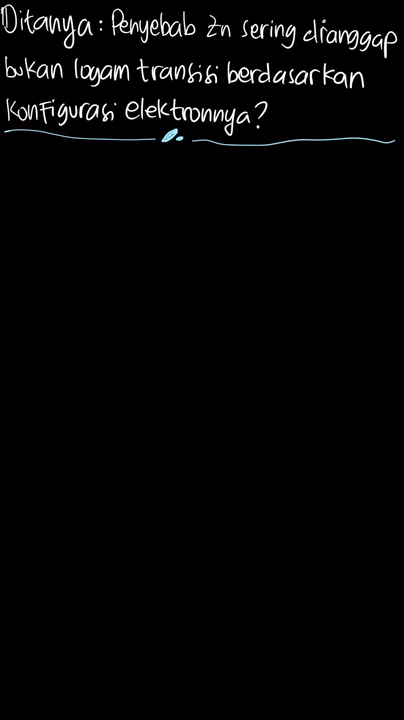 Ditanya: Penyebab Zn sering dianggap
bukan logam transisi berdasarkan
konfigurasi elektronnya?